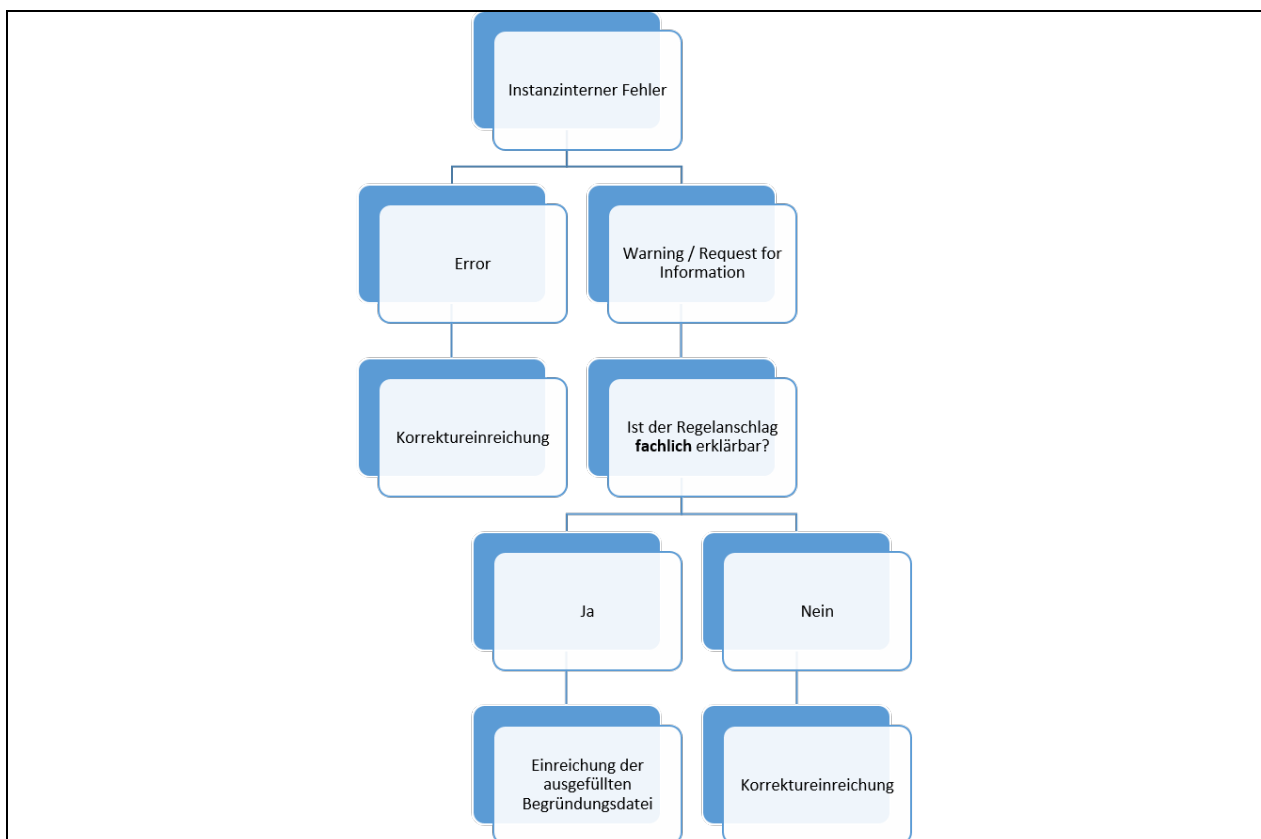 Instanzinterner Fehler
Error
Warning / Request for
Information
Korrektureinreichung
Ist der Regelanschlag
fachlich erklärbar?
Ja
Nein
Einreichung der
ausgefüllten
Begründungsdatei
Korrektureinreichung